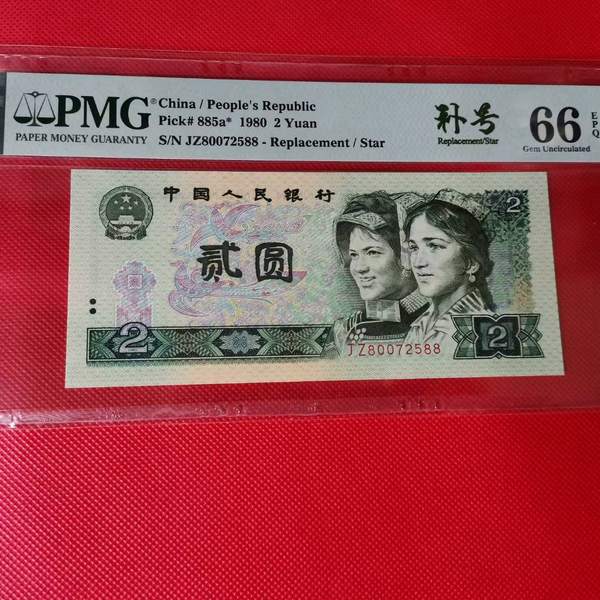 PMG®
PAPER MONEY GUARANTY
China / People's Republic
Pick# 885a* 1980 2 Yuan
S/N JZ80072588 - Replacement / Star
补号
Replacement/Star
66
EPQ
Gem Uncirculated
中国人民银行
2
贰圆
2
JZ80072588
2